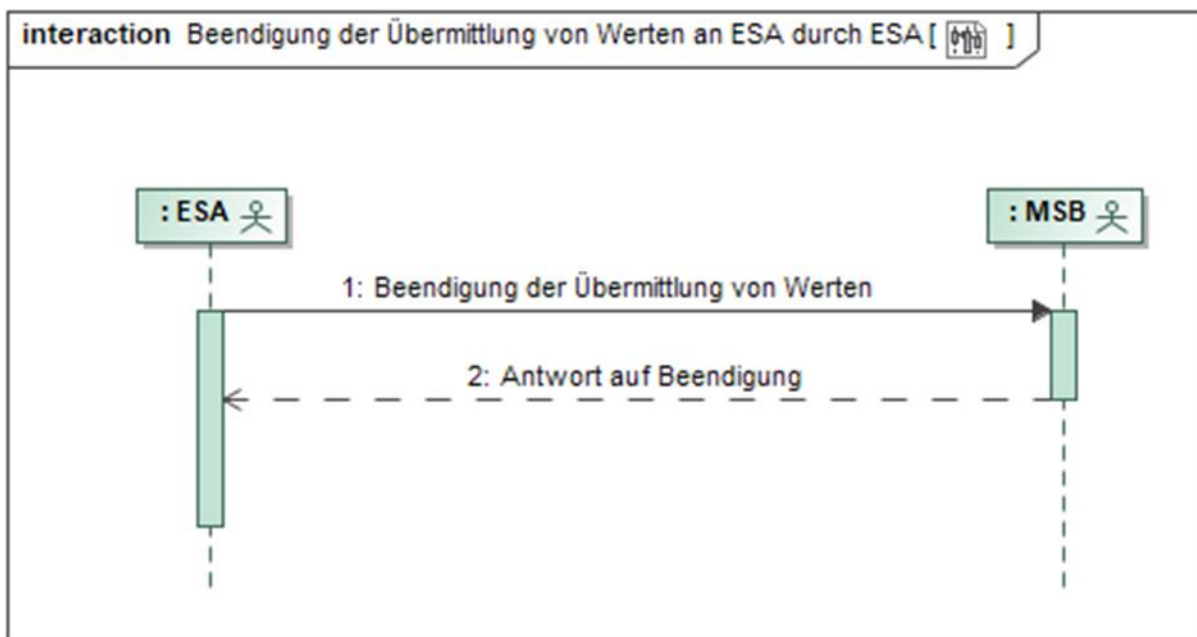 interaction Beendigung der Übermittlung von Werten an ESA durch ESA [ ]
: ESA
: MSB
1: Beendigung der Übermittlung von Werten
2: Antwort auf Beendigung